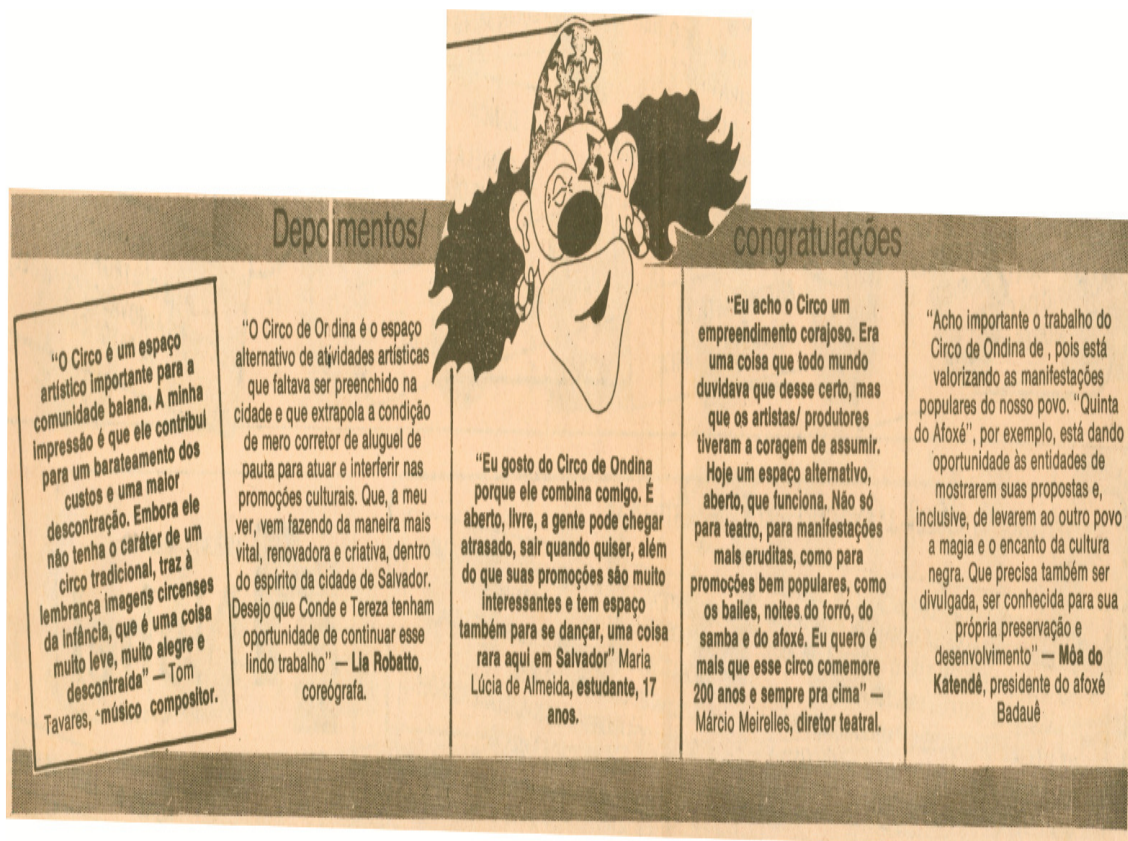 Depoimentos/ congratulações
“O Circo é um espaço
artístico importante para a
comunidade baiana. A minha
impressão é que ele contribui
para um barateamento dos
custos e uma maior
descontração. Embora ele
não tenha o caráter de um
circo tradicional, traz à
lembrança imagens circenses
da infância, que é uma coisa
muito leve, muito alegre e
descontraída” — Tom
Tavares, músico compositor.
“O Circo de Ondina é o espaço
alternativo de atividades artísticas
que faltava ser preenchido na
cidade e que extrapola a condição
de mero corretor de aluguel de
pauta para atuar e interferir nas
promoções culturais. Que, a meu
ver, vem fazendo da maneira mais
vital, renovadora e criativa, dentro
do espírito da cidade de Salvador.
Desejo que Conde e Tereza tenham
oportunidade de continuar esse
lindo trabalho” — Lia Robatto,
coreógrafa.
“Eu gosto do Circo de Ondina
porque ele combina comigo. É
aberto, livre, a gente pode chegar
atrasado, sair quando quiser, além
do que suas promoções são muito
interessantes e tem espaço
também para se dançar, uma coisa
rara aqui em Salvador” Maria
Lúcia de Almeida, estudante, 17
anos.
“Eu acho o Circo um
empreendimento corajoso. Era
uma coisa que todo mundo
duvidava que desse certo, mas
que os artistas/ produtores
tiveram a coragem de assumir.
Hoje um espaço alternativo,
aberto, que funciona. Não só
para teatro, para manifestações
mais eruditas, como para
promoções bem populares, como
os bailes, noites do forró, do
samba e do afoxé. Eu quero é
mais que esse circo comemore
200 anos e sempre pra cima” —
Márcio Meirelles, diretor teatral.
“Acho importante o trabalho do
Circo de Ondina de , pois está
valorizando as manifestações
populares do nosso povo. “Quinta
do Afoxé”, por exemplo, está dando
oportunidade às entidades de
mostrarem suas propostas e,
inclusive, de levarem ao outro povo
a magia e o encanto da cultura
negra. Que precisa também ser
divulgada, ser conhecida para sua
própria preservação e
desenvolvimento” — Môa do
Katendê, presidente do afoxé
Badauê